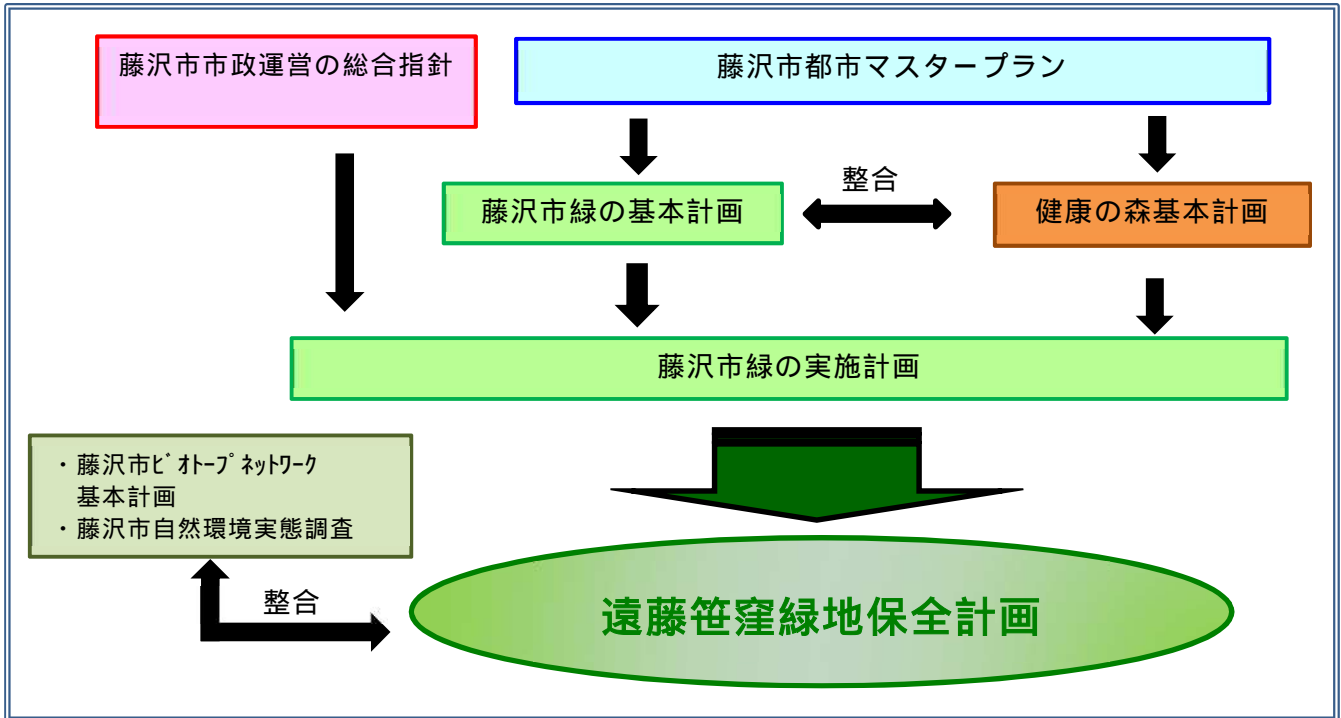 藤沢市市政運営の総合指針
藤沢市都市マスタープラン
整合
藤沢市緑の基本計画
健康の森基本計画
藤沢市緑の実施計画
・藤沢市ﾋﾞｵﾄｰﾌﾟﾈｯﾄﾜｰｸ
基本計画
・藤沢市自然環境実態調査
整合
遠藤笹窪緑地保全計画